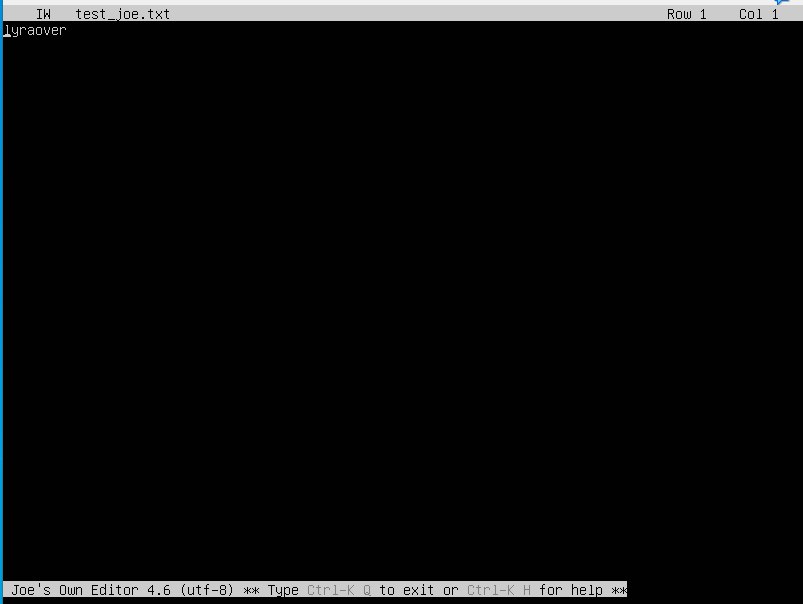 IW test_joe.txt Row 1 Col 1
lyraover
Joe's Own Editor 4.6 (utf-8) ** Type Ctrl-K Q to exit or Ctrl-K H for help **